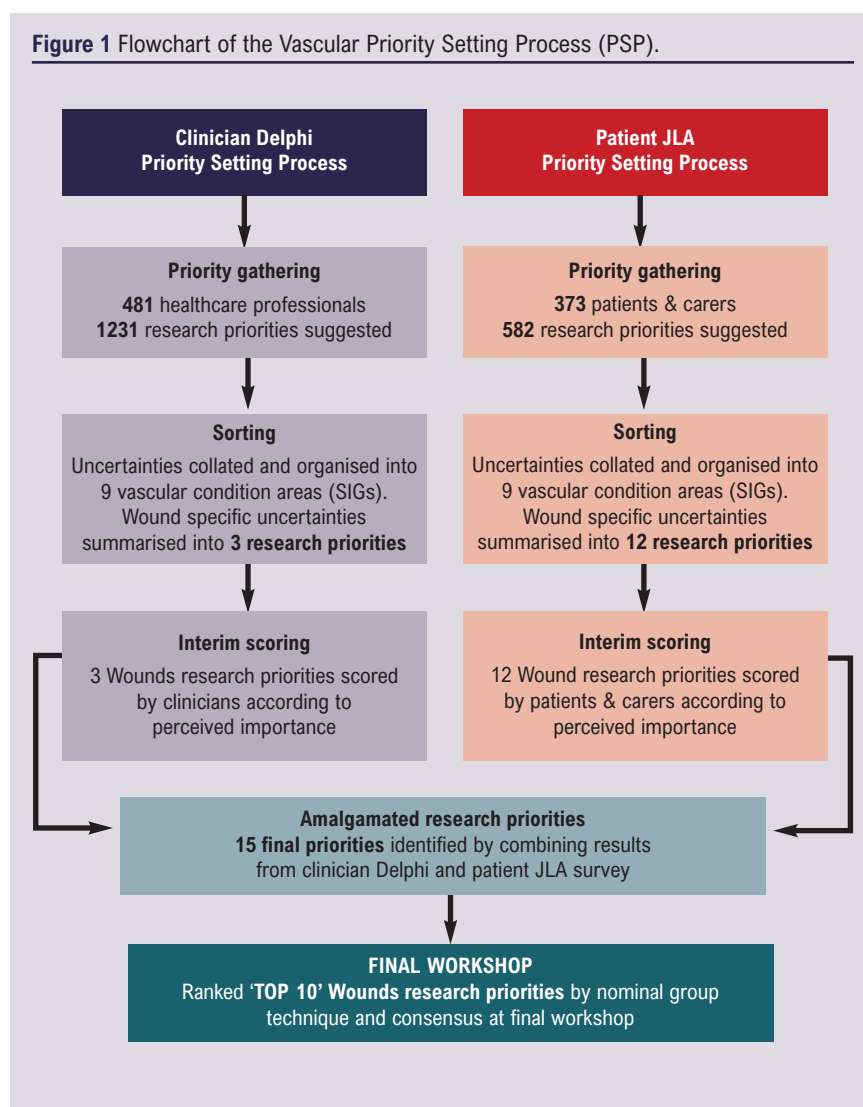 Figure 1 Flowchart of the Vascular Priority Setting Process (PSP).
Clinician Delphi
Priority Setting Process
Priority gathering
481 healthcare professionals
1231 research priorities suggested
Sorting
Uncertainties collated and organised into
9 vascular condition areas (SIGs).
Wound specific uncertainties
summarised into 3 research priorities
Interim scoring
3 Wounds research priorities scored
by clinicians according to
perceived importance
Patient JLA
Priority Setting Process
Priority gathering
373 patients & carers
582 research priorities suggested
Sorting
Uncertainties collated and organised into
9 vascular condition areas (SIGs).
Wound specific uncertainties
summarised into 12 research priorities
Interim scoring
12 Wound research priorities scored
by patients & carers according to
perceived importance
Amalgamated research priorities
15 final priorities identified by combining results
from clinician Delphi and patient JLA survey
FINAL WORKSHOP
Ranked ‘TOP 10’ Wounds research priorities by nominal group
technique and consensus at final workshop